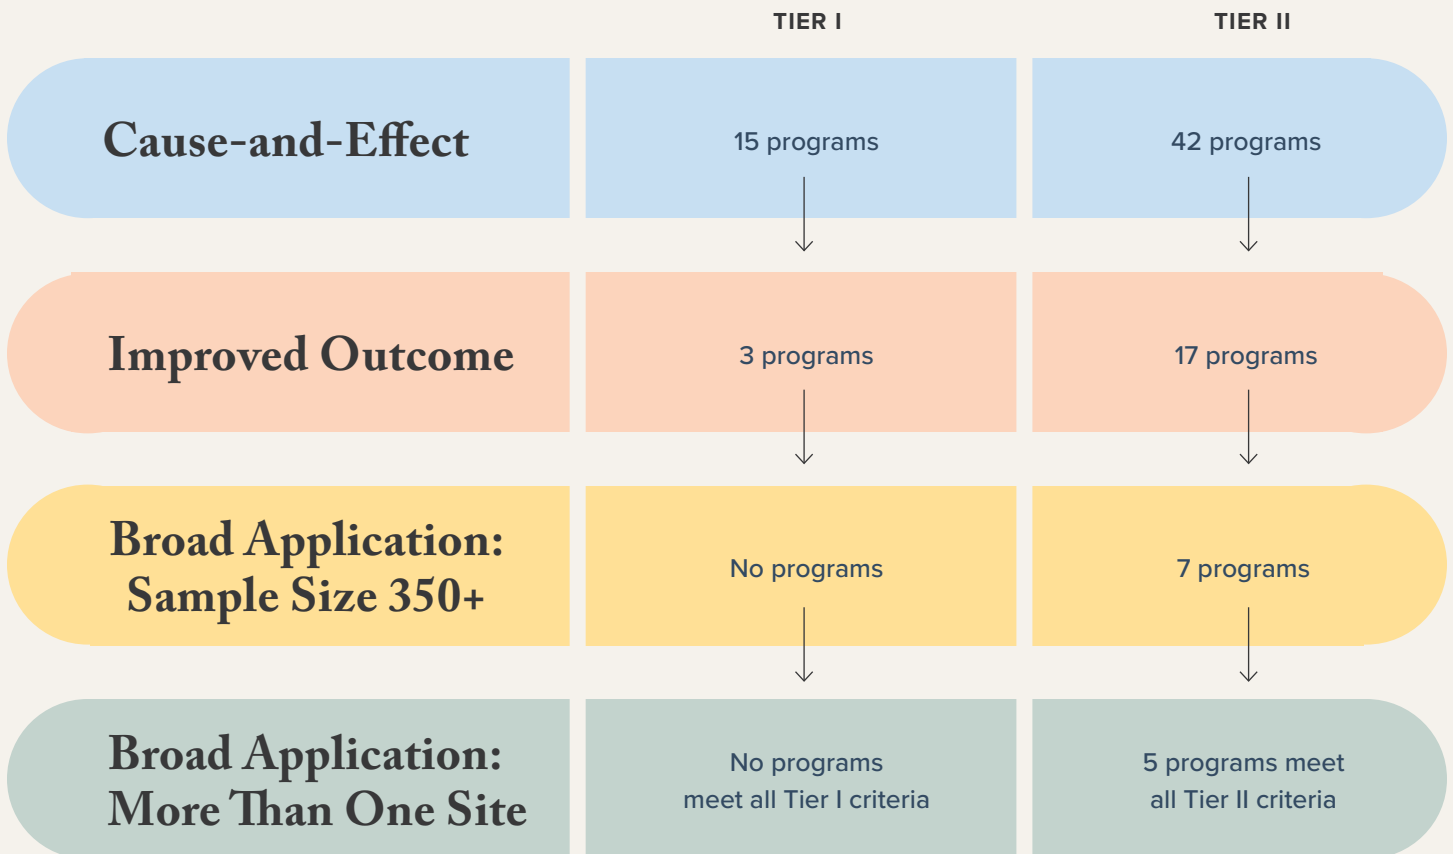 TIER I
TIER II
Cause-and-Effect
15 programs
42 programs
Improved Outcome
3 programs
17 programs
Broad Application:
Sample Size 350+
No programs
7 programs
Broad Application:
More Than One Site
No programs
meet all Tier I criteria
5 programs meet
all Tier II criteria